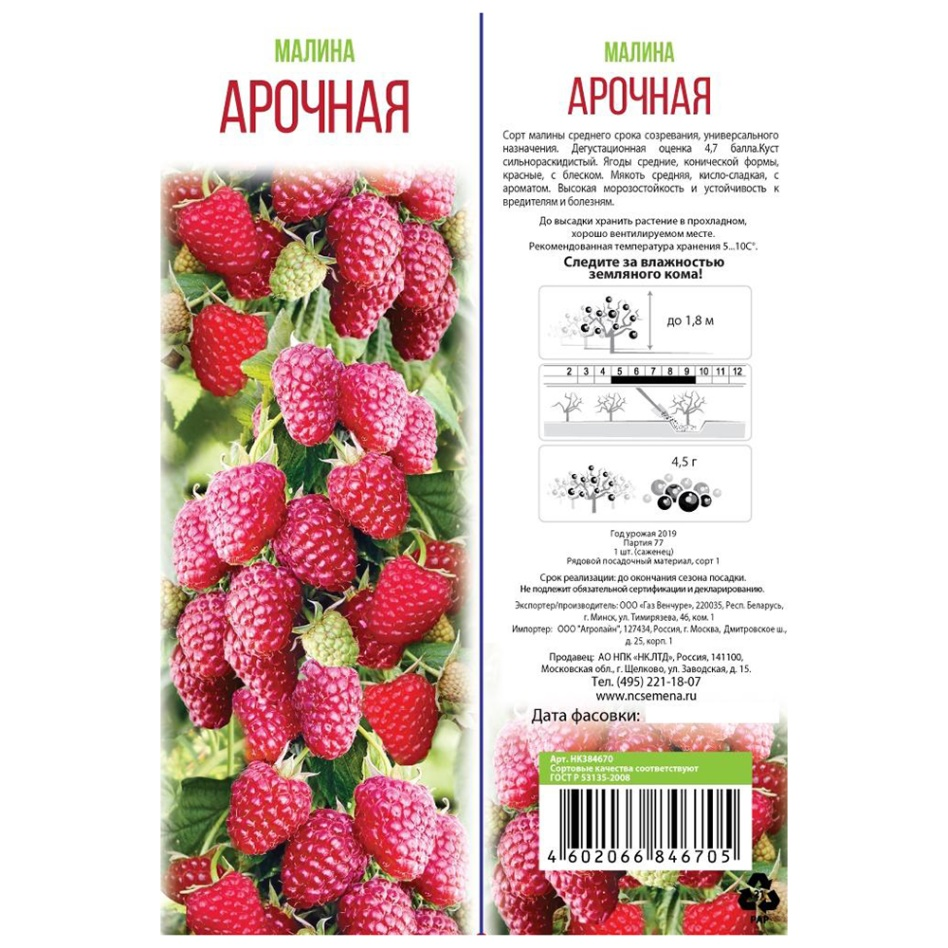 МАЛИНА
АРОЧНАЯ
МАЛИНА
АРОЧНАЯ
Сорт малины среднего срока созревания, универсального
назначения. Дегустационная оценка 4,7 балла.Куст
сильнораскидистый. Ягоды средние, конической формы,
красные, с блеском. Мякоть средняя, кисло-сладкая, с
ароматом. Высокая морозостойкость и устойчивость к
вредителям и болезням.
До высадки хранить растение в прохладном,
хорошо вентилируемом месте.
Рекомендованная температура хранения 5...10С°.
Следите за влажностью
земляного кома!
до 1,8 м
2 3 4 5 6 7 8 9 10 11 12
4,5 г
Год урожая 2019
Партия 77
1 шт. (саженец)
Рядовой посадочный материал, сорт 1
Срок реализации: до окончания сезона посадки.
Не подлежит обязательной сертификации и декларированию.
Экспортер/производитель: ООО «Газ Венчуре», 220035, Респ. Беларусь,
г. Минск, ул. Тимирязева, 46, ком. 1
Импортер: ООО "Агролайн", 127434, Россия, г. Москва, Дмитровское ш.,
д. 25, корп. 1
Продавец: АО НПК «НК.ЛТД», Россия, 141100,
Московская обл., г. Щелково, ул. Заводская, д. 15.
Тел. (495) 221-18-07
www.ncsemena.ru
Дата фасовки:
Арт. НК384670
Сортовые качества соответствуют
ГОСТ Р 53135-2008
4 602066 846705
21
PAP